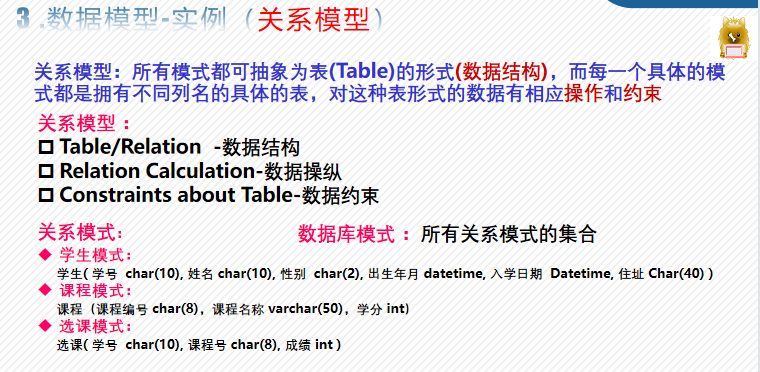 3 .数据模型-实例（关系模型）
关系模型：所有模式都可抽象为表(Table)的形式(数据结构)，而每一个具体的模
式都是拥有不同列名的具体的表，对这种表形式的数据有相应操作和约束
关系模型 ：
Table/Relation -数据结构
Relation Calculation-数据操纵
Constraints about Table-数据约束
关系模式： 数据库模式 ：所有关系模式的集合
学生模式：
学生( 学号 char(10), 姓名 char(10), 性别 char(2), 出生年月 datetime, 入学日期 Datetime, 住址 Char(40) )
课程模式：
课程（课程编号 char(8)，课程名称 varchar(50)，学分 int)
选课模式：
选课( 学号 char(10), 课程号 char(8), 成绩 int )